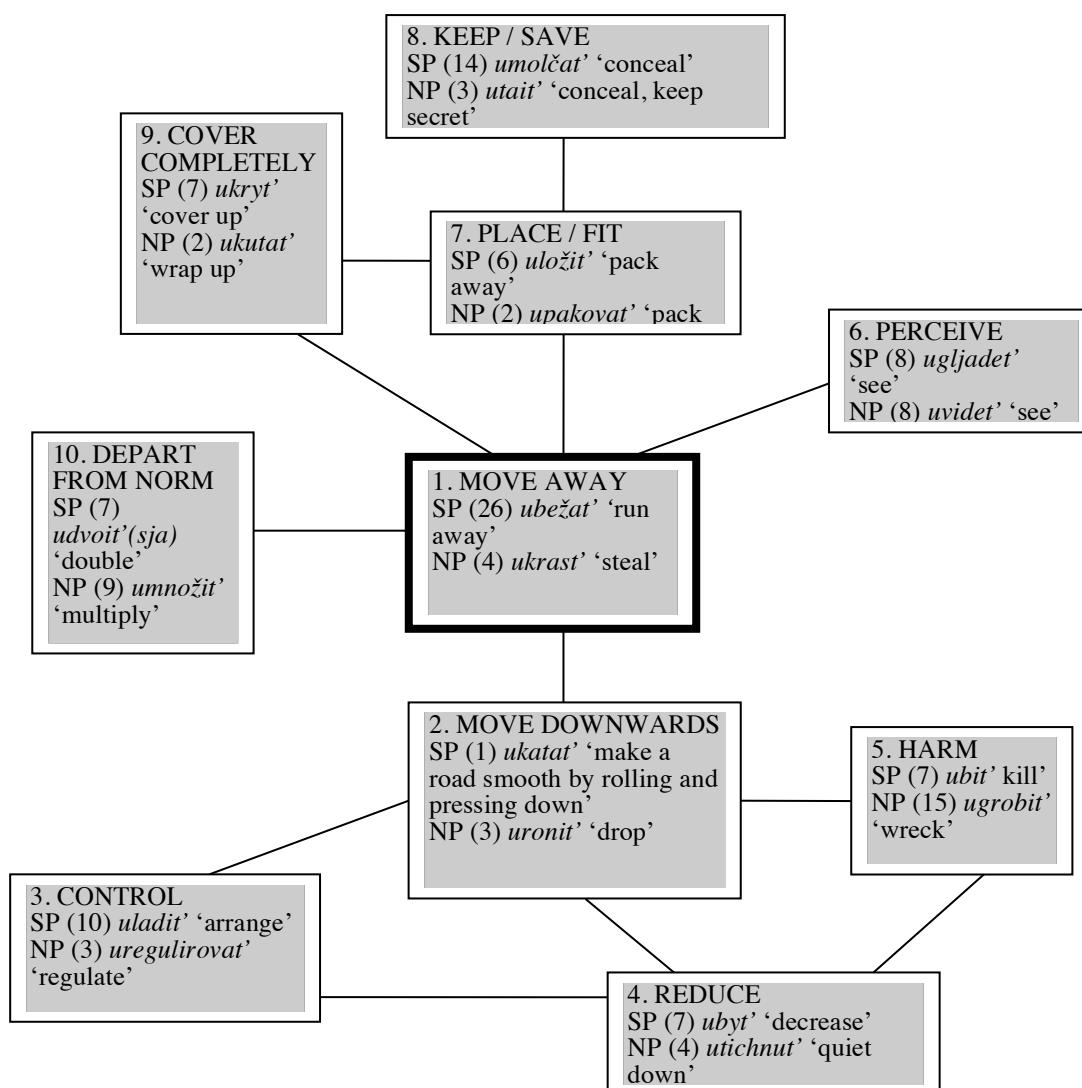 8. KEEP / SAVE
SP (14) umolčat’ ‘conceal’
NP (3) utait’ ‘conceal, keep
secret’
9. COVER
COMPLETELY
SP (7) ukryt’
‘cover up’
NP (2) ukutat’
‘wrap up’
7. PLACE / FIT
SP (6) uložit’ ‘pack
away’
NP (2) upakovat’ ‘pack
6. PERCEIVE
SP (8) ugljadet’
‘see’
NP (8) uvidet’ ‘see’
10. DEPART
FROM NORM
SP (7)
udvoit’(sja)
‘double’
NP (9) umnožit’
‘multiply’
1. MOVE AWAY
SP (26) ubežat’ ‘run
away’
NP (4) ukrast’ ‘steal’
2. MOVE DOWNWARDS
SP (1) ukatat’ ‘make a
road smooth by rolling and
pressing down’
NP (3) uronit’ ‘drop’
5. HARM
SP (7) ubit’ kill’
NP (15) ugrobit’
‘wreck’
3. CONTROL
SP (10) uladit’ ‘arrange’
NP (3) uregulirovat’
‘regulate’
4. REDUCE
SP (7) ubyt’ ‘decrease’
NP (4) utichnut’ ‘quiet
down’